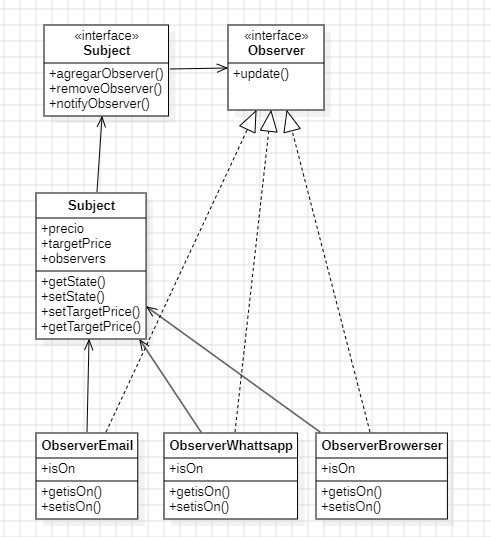 «interface»
Subject
+agregarObserver()
+removeObserver()
+notifyObserver()
«interface»
Observer
+update()
Subject
+precio
+targetPrice
+observers
+getState()
+setState()
+setTargetPrice()
+getTargetPrice()
ObserverEmail
+isOn
+getisOn()
+setisOn()
ObserverWhattsapp
+isOn
+getisOn()
+setisOn()
ObserverBrowerser
+isOn
+getisOn()
+setisOn()